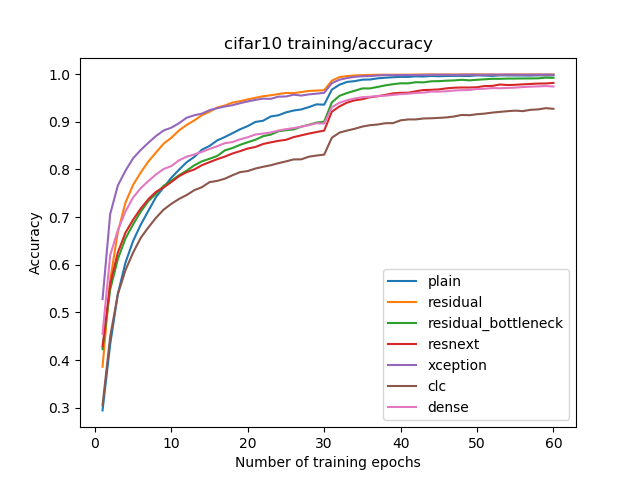 cifar10 training/accuracy
Accuracy
1.0
0.9
0.8
0.7
0.6
0.5
0.4
0.3
plain
residual
residual_bottleneck
resnext
xception
clc
dense
0 10 20 30 40 50 60
Number of training epochs